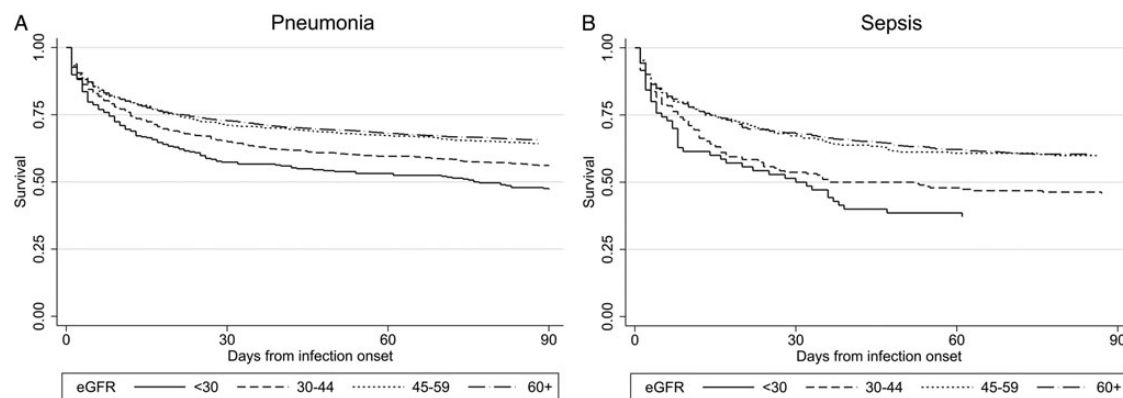 A
Pneumonia
Survival
1.00
0.75
0.50
0.25
0.00
0
30
60
90
Days from infection onset
eGFR <30 30-44 45-59 60+
B
Sepsis
Survival
1.00
0.75
0.50
0.25
0.00
0
30
60
90
Days from infection onset
eGFR <30 30-44 45-59 60+